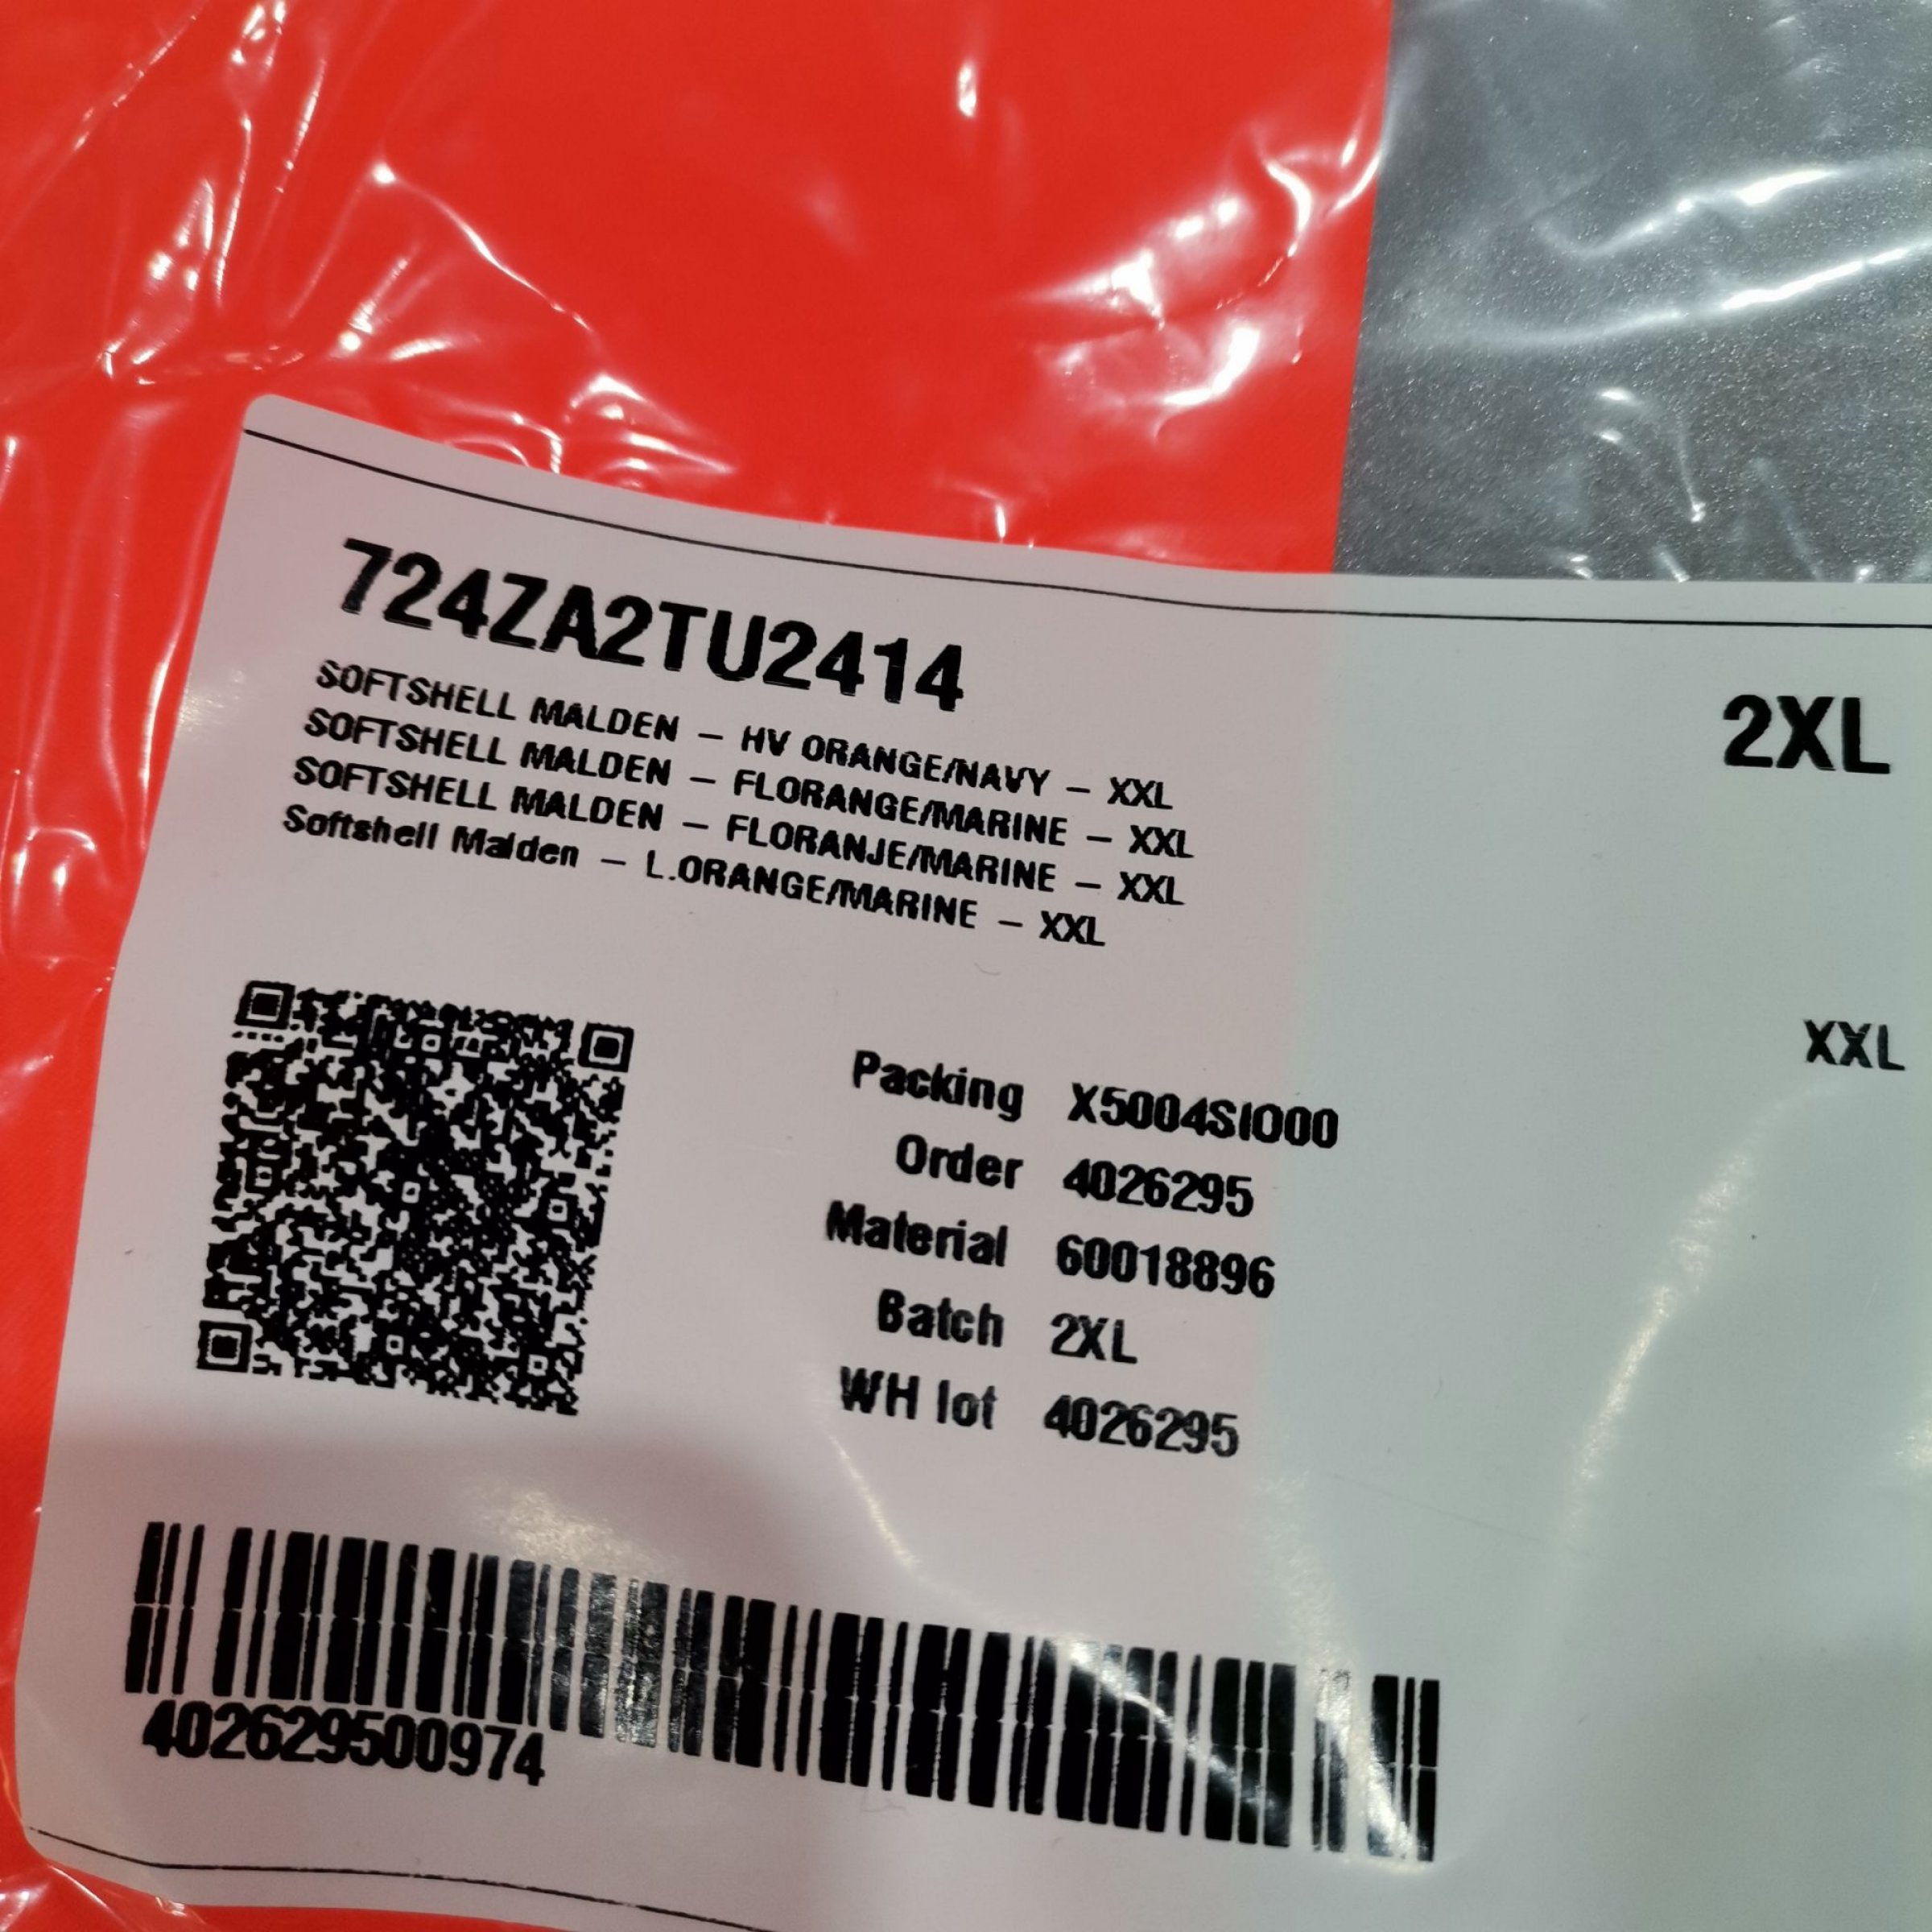 724ZA2TU2414
2XL
SOFTSHELL MALDEN – HV ORANGE/NAVY – XXL
SOFTSHELL MALDEN – FLORANGE/MARINE – XXL
SOFTSHELL MALDEN – FLORANJE/MARINE – XXL
Softshell Malden – L.ORANGE/MARINE – XXL
XXL
Packing X5004SI000
Order 4026295
Material 60018896
Batch 2XL
WH lot 4026295
402629500974